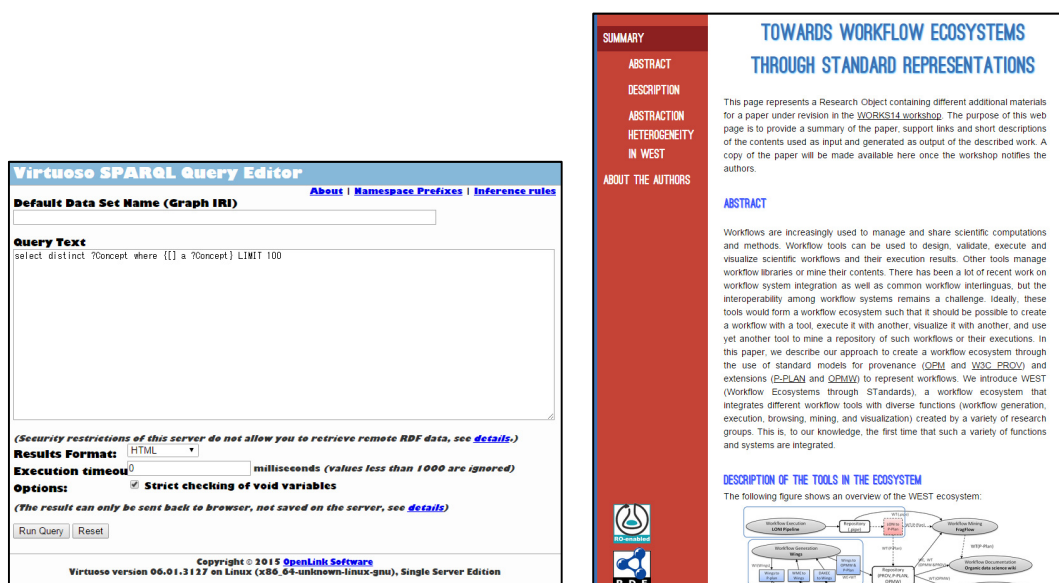 Virtuoso SPARQL Query Editor
About | Namespace Prefixes | Inference rules
Default Data Set Name (Graph IRI)
Query Text
select distinct ?Concept where {[] a ?Concept} LIMIT 100
(Security restrictions of this server do not allow you to retrieve remote RDF data, see details.)
Results Format: HTML
Execution timeou 0 milliseconds (values less than 1000 are ignored)
Options: Strict checking of void variables
(The result can only be sent back to browser, not saved on the server, see details)
Run Query Reset
Copyright © 2015 OpenLink Software
Virtuoso version 06.01.3127 on Linux (x86_64-unknown-linux-gnu), Single Server Edition
SUMMARY
ABSTRACT
DESCRIPTION
ABSTRACTION
HETEROGENEITY
IN WEST
ABOUT THE AUTHORS
RO-enabled
TOWARDS WORKFLOW ECOSYSTEMS
THROUGH STANDARD REPRESENTATIONS
This page represents a Research Object containing different additional materials
for a paper under revision in the WORKS14 workshop. The purpose of this web
page is to provide a summary of the paper, support links and short descriptions
of the contents used as input and generated as output of the described work. A
copy of the paper will be made available here once the workshop notifies the
authors.
ABSTRACT
Workflows are increasingly used to manage and share scientific computations
and methods. Workflow tools can be used to design, validate, execute and
visualize scientific workflows and their execution results. Other tools manage
workflow libraries or mine their contents. There has been a lot of recent work on
workflow system integration as well as common workflow interlinguas, but the
interoperability among workflow systems remains a challenge. Ideally, these
tools would form a workflow ecosystem such that it should be possible to create
a workflow with a tool, execute it with another, visualize it with another, and use
yet another tool to mine a repository of such workflows or their executions. In
this paper, we describe our approach to create a workflow ecosystem through
the use of standard models for provenance (OPM and W3C PROV) and
extensions (P-PLAN and OPMW) to represent workflows. We introduce WEST
(Workflow Ecosystems through STandards), a workflow ecosystem that
integrates different workflow tools with diverse functions (workflow generation,
execution, browsing, mining, and visualization) created by a variety of research
groups. This is, to our knowledge, the first time that such a variety of functions
and systems are integrated.
DESCRIPTION OF THE TOOLS IN THE ECOSYSTEM
The following figure shows an overview of the WEST ecosystem:
Workflow Execution
LONI Pipeline
Repository
(.pipe)
Workflow Mining
FragFlow
Workflow Generation
Wings
Workflow Documentation
Organic data science wiki
Repository
(PROV,P-PLAN,
OPMW)